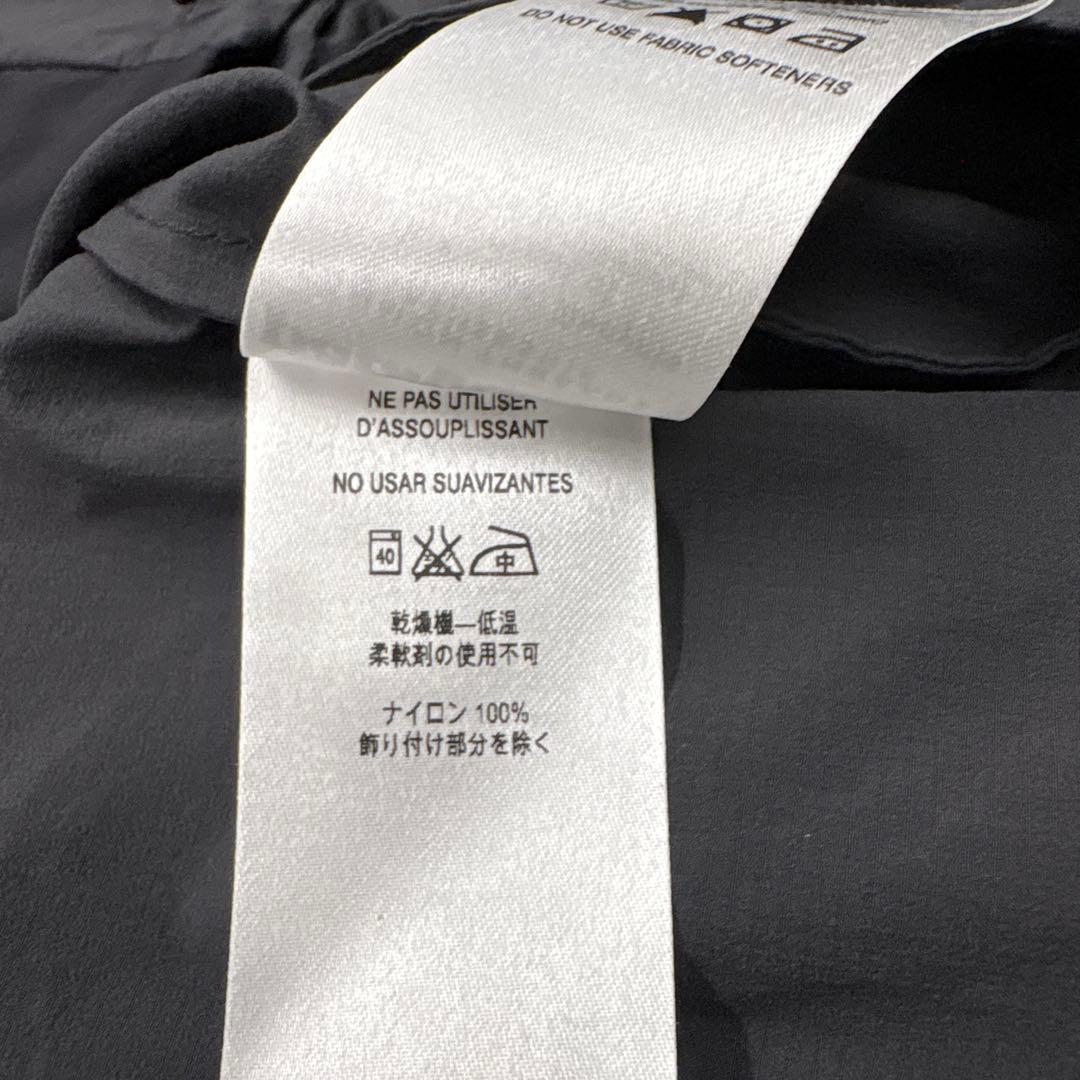 DO NOT USE FABRIC SOFTENERS
NE PAS UTILISER
D'ASSOUPLISSANT
NO USAR SUAVIZANTES
40 中
乾燥機—低温
柔軟剤の使用不可
ナイロン 100%
飾り付け部分を除く